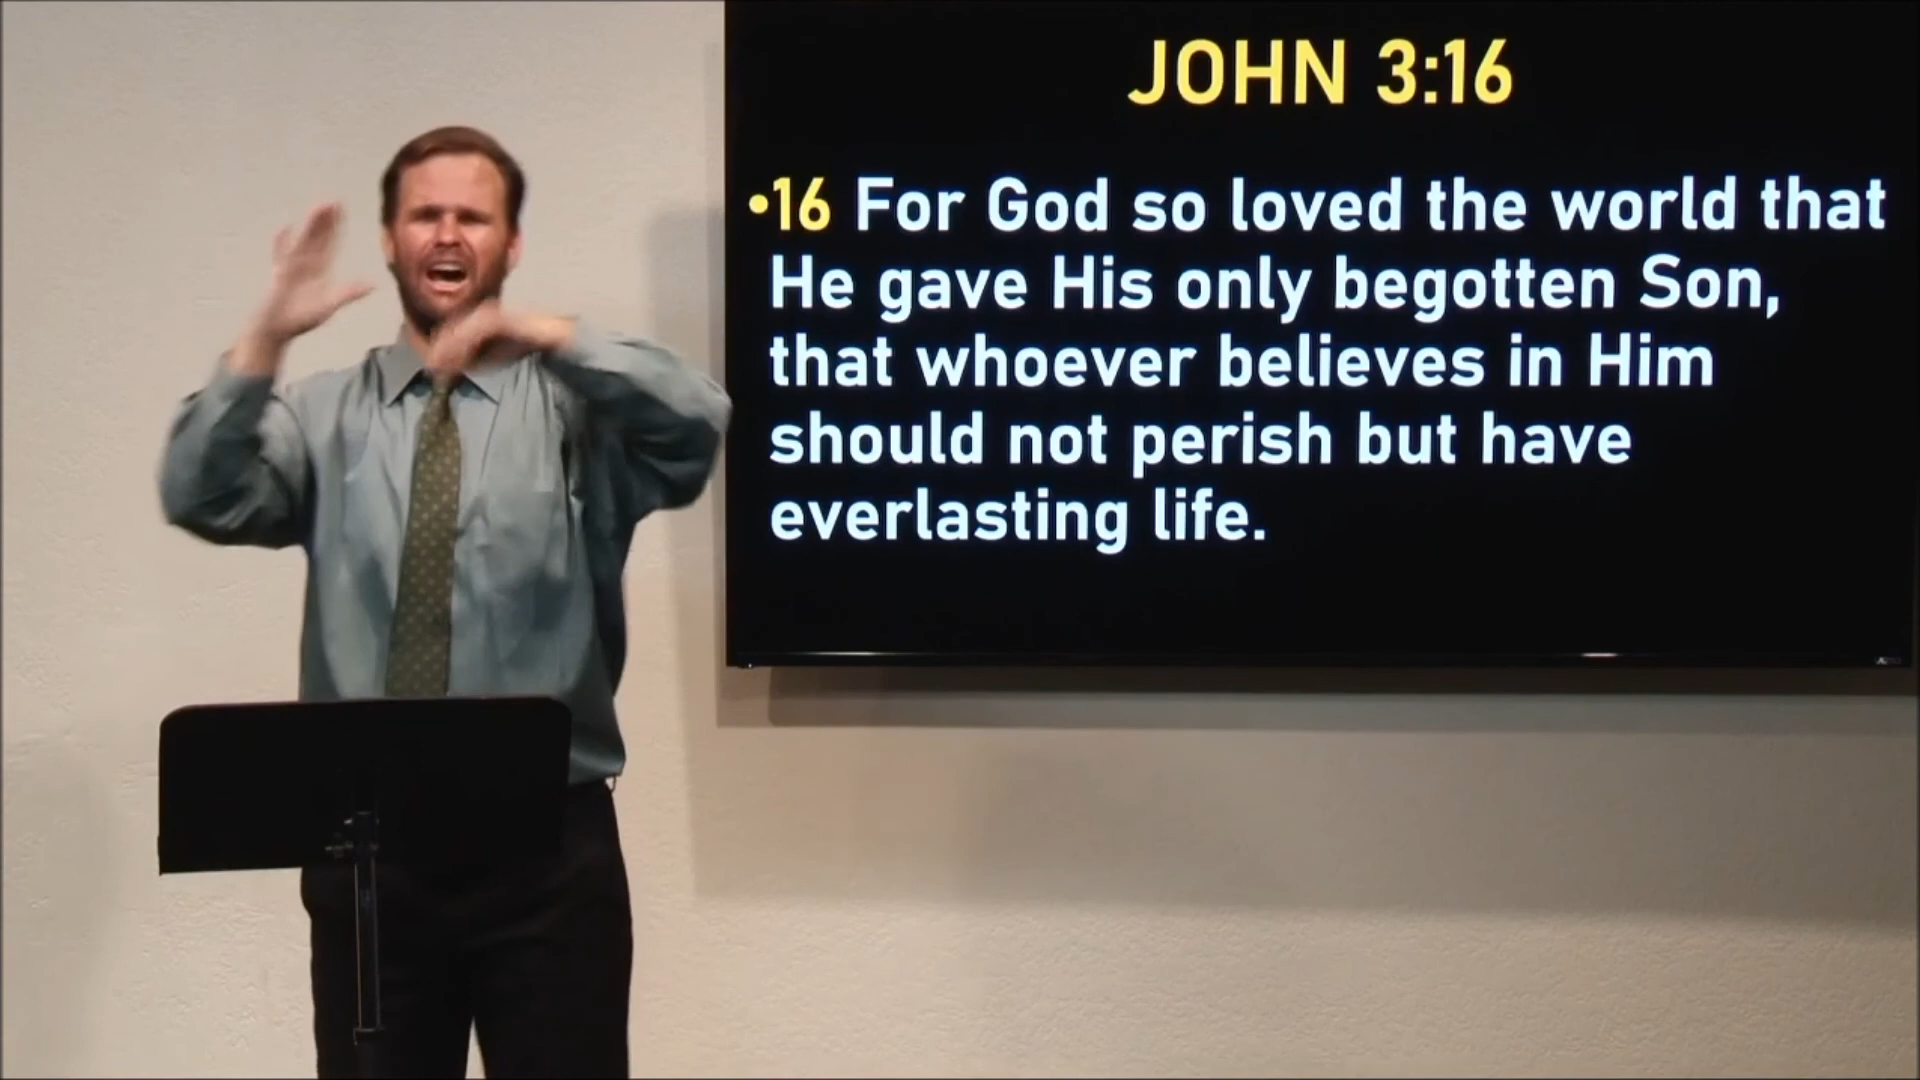 JOHN 3:16
•16 For God so loved the world that
He gave His only begotten Son,
that whoever believes in Him
should not perish but have
everlasting life.